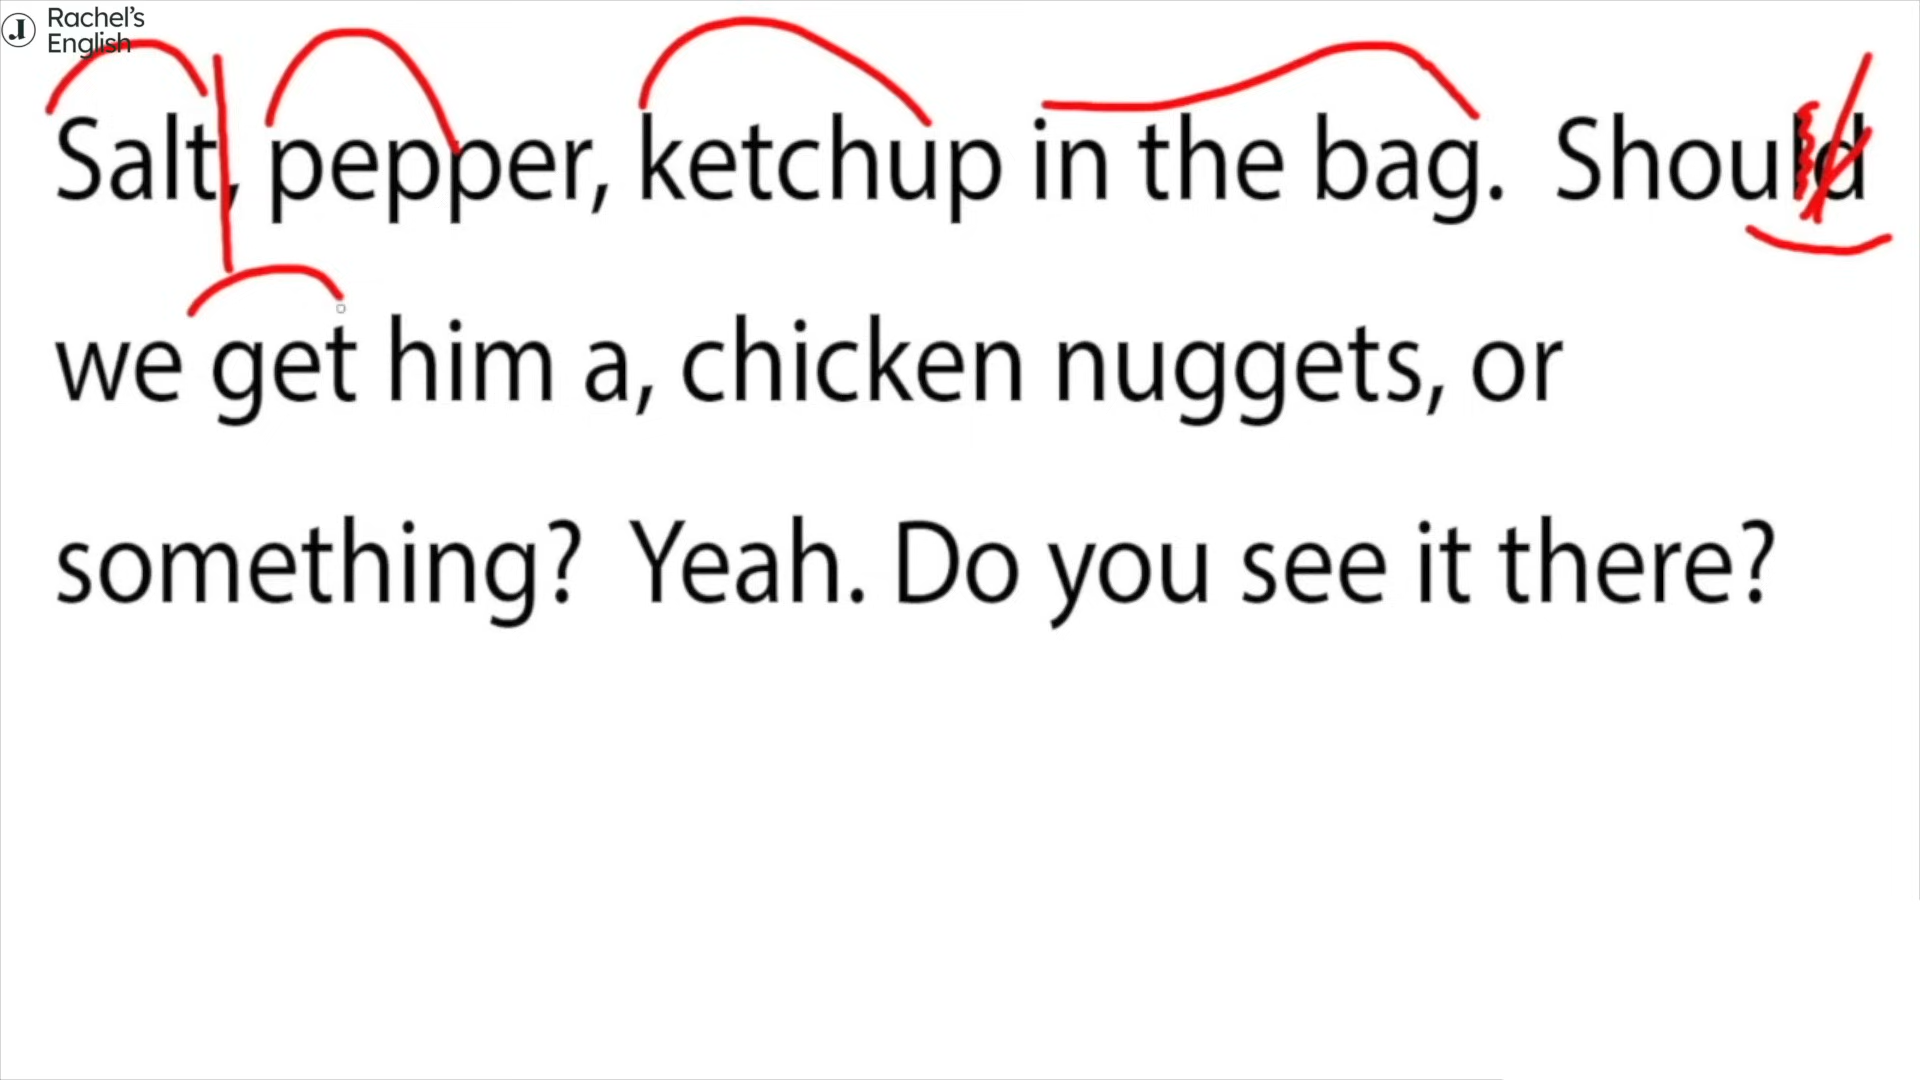 Rachel's
English
Salt, pepper, ketchup in the bag. Should
we get him a, chicken nuggets, or
something? Yeah. Do you see it there?